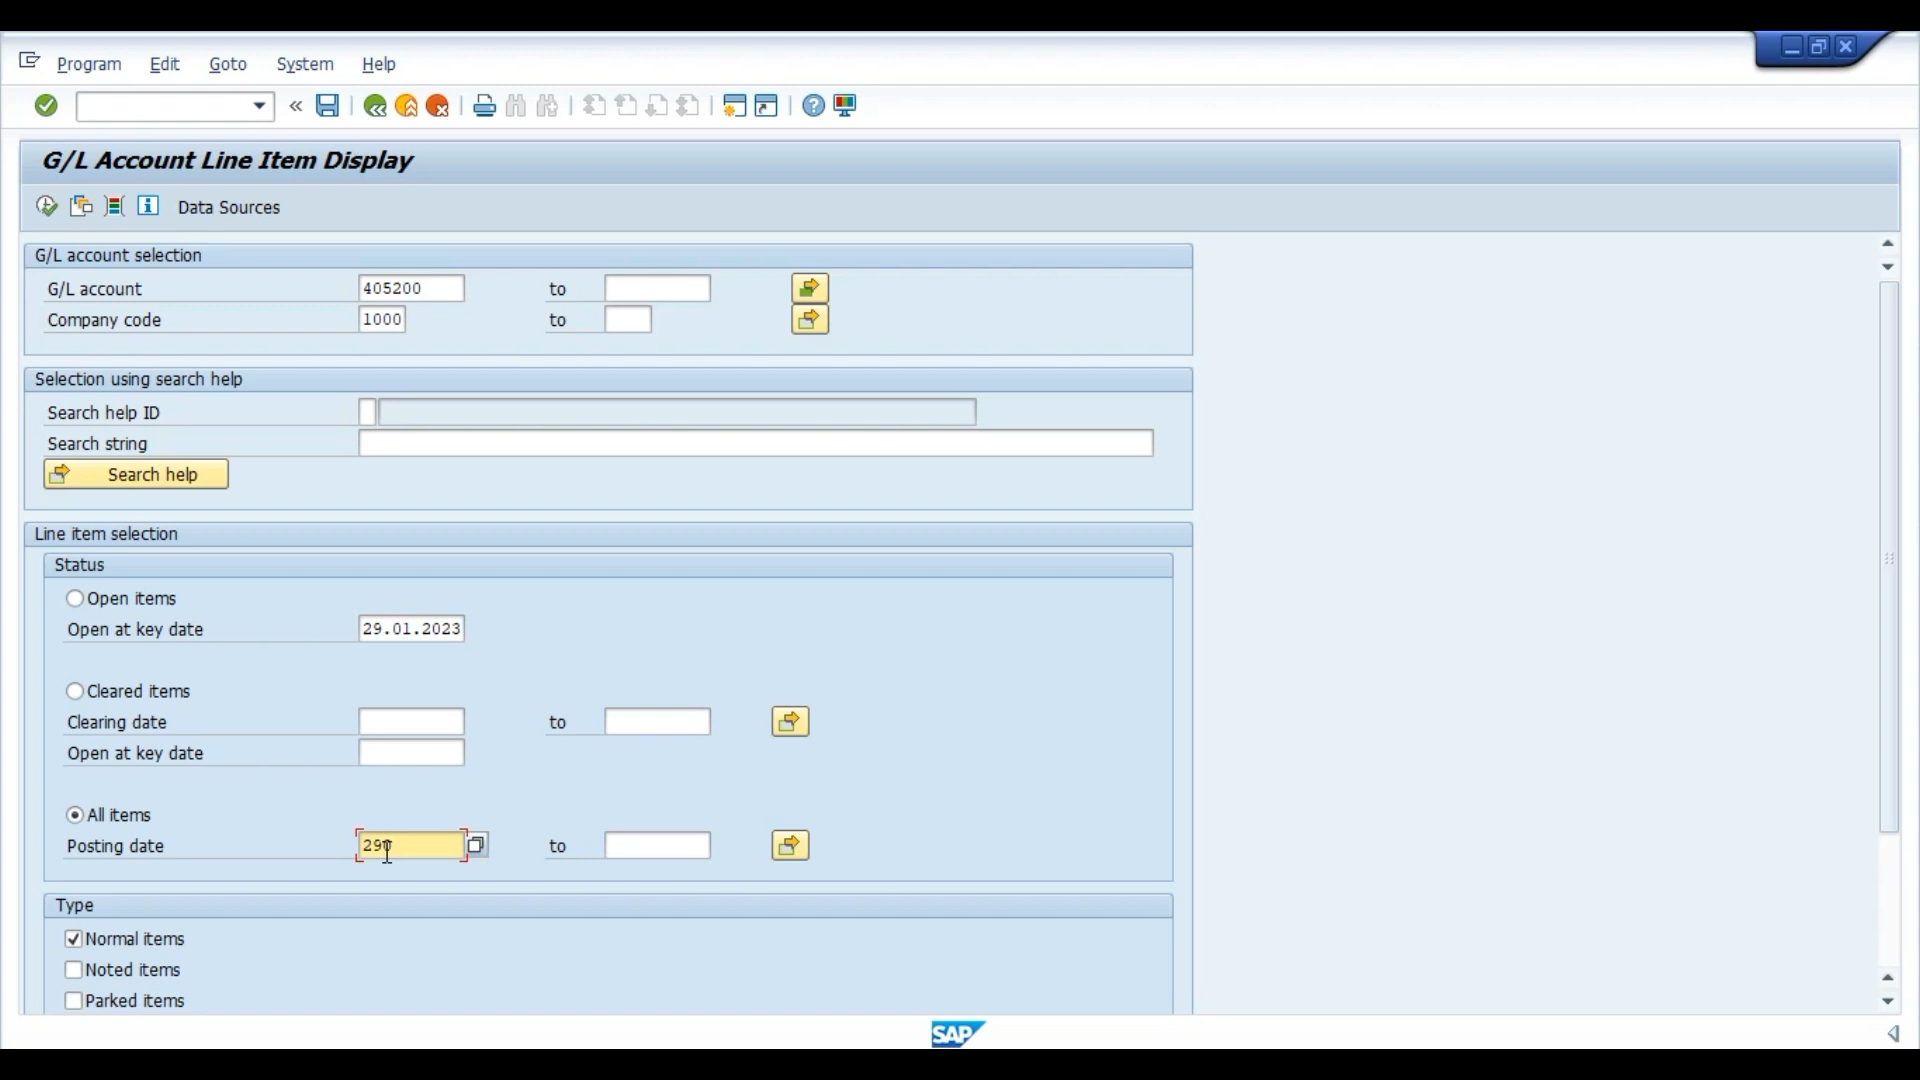 Program Edit Goto System Help
G/L Account Line Item Display
Data Sources
G/L account selection
G/L account 405200 to
Company code 1000 to
Selection using search help
Search help ID
Search string
Search help
Line item selection
Status
Open items
Open at key date 29.01.2023
Cleared items
Clearing date to
Open at key date
All items
Posting date 290 to
Type
Normal items
Noted items
Parked items
SAP